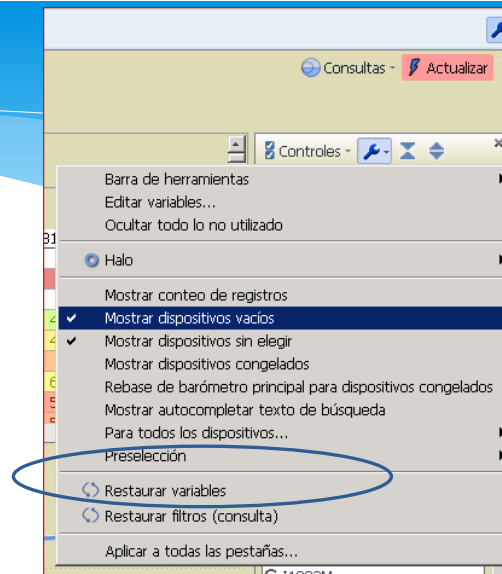 Consultas
Actualizar
Controles
Barra de herramientas
Editar variables...
Ocultar todo lo no utilizado
Halo
Mostrar conteo de registros
Mostrar dispositivos vacíos
Mostrar dispositivos sin elegir
Mostrar dispositivos congelados
Rebase de barómetro principal para dispositivos congelados
Mostrar autocompletar texto de búsqueda
Para todos los dispositivos...
Preselección
Restaurar variables
Restaurar filtros (consulta)
Aplicar a todas las pestañas...